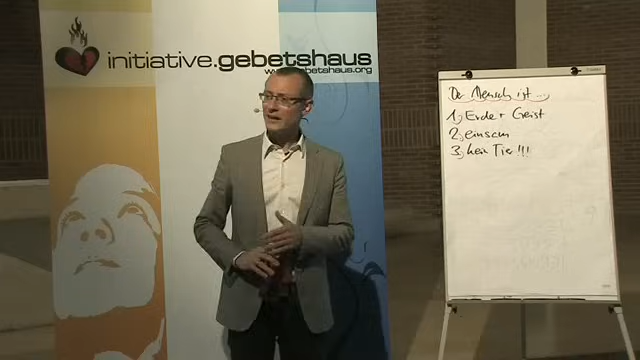 initiative.gebetshaus
www.gebetshaus.org
Der Mensch ist ...
1.) Erde + Geist
2.) einsam
3.) kein Tier!!!